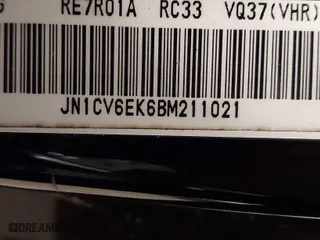 G RE7R01A RC33 VQ37(VHR)
JN1CV6EK6BM211021